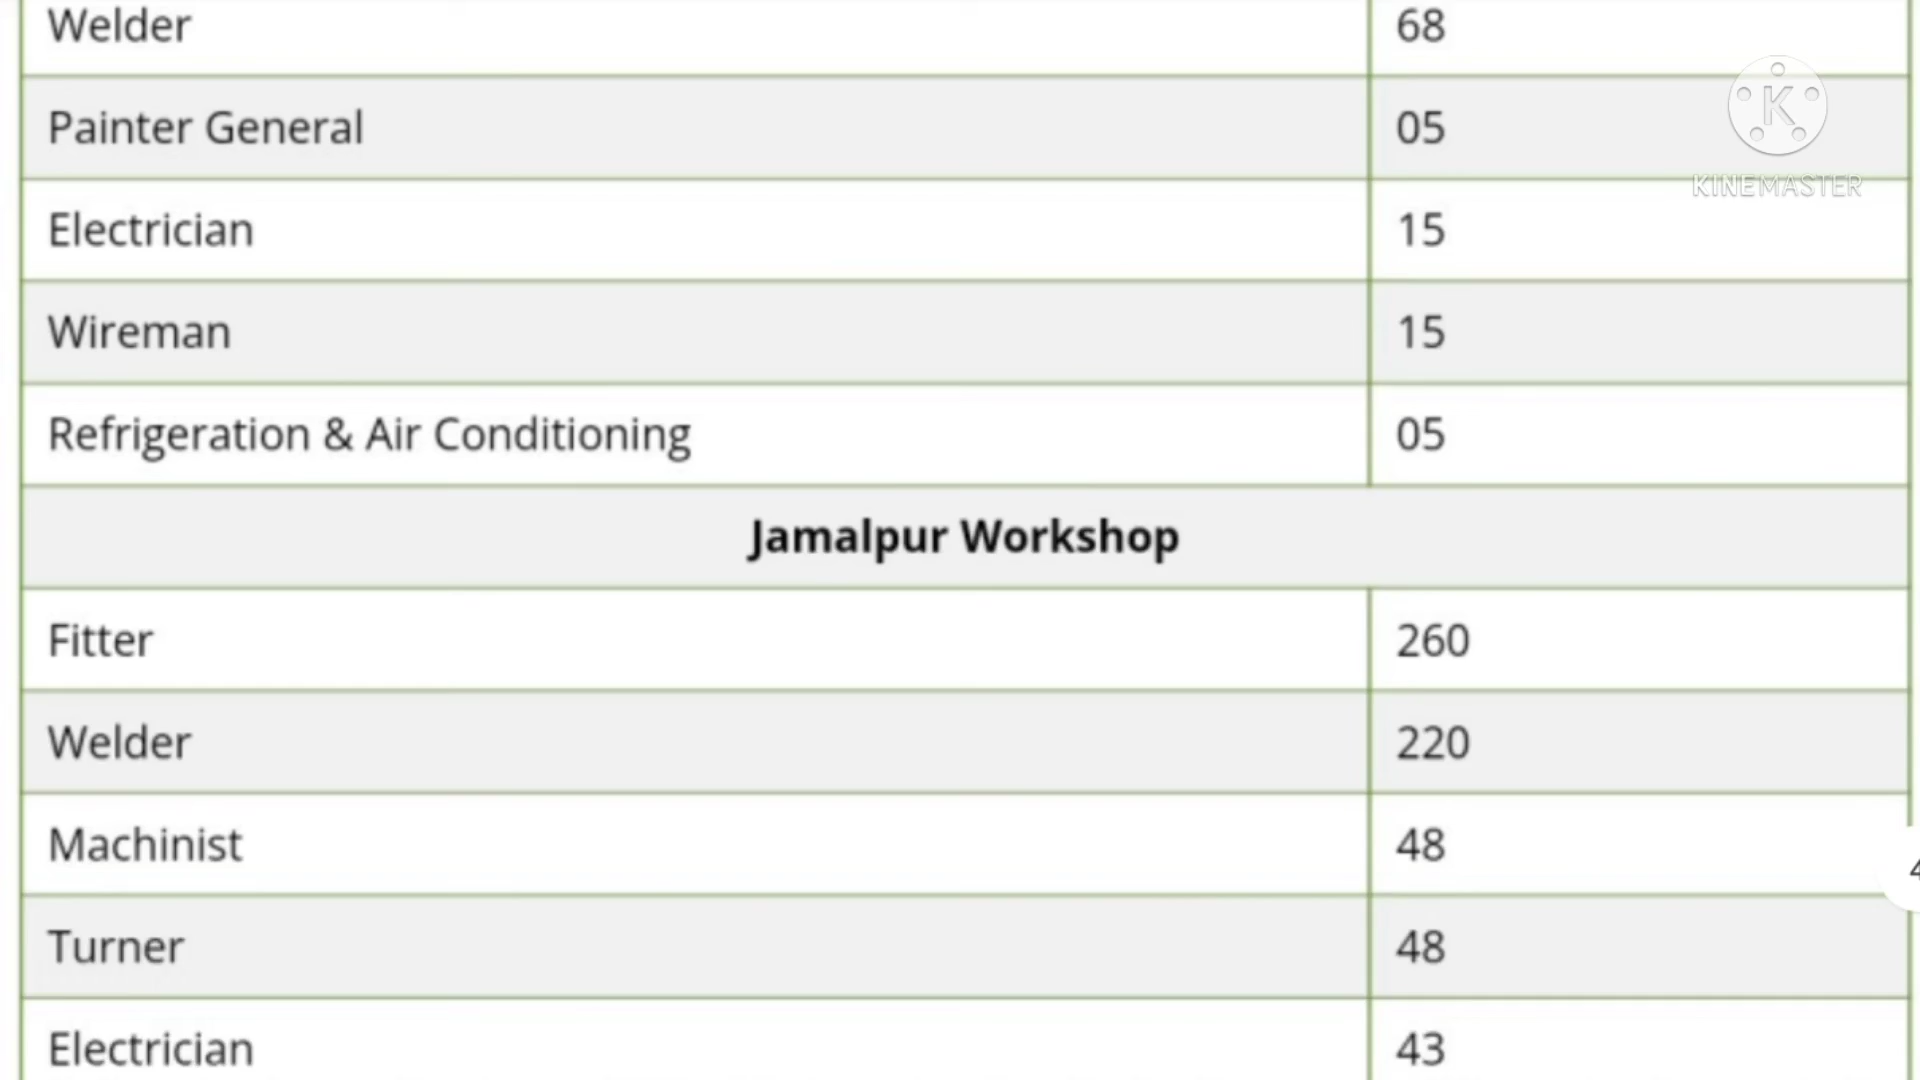 Welder 68
Painter General 05
Electrician 15
Wireman 15
Refrigeration & Air Conditioning 05
Jamalpur Workshop
Fitter 260
Welder 220
Machinist 48
Turner 48
Electrician 43
K
KINEMASTER
4